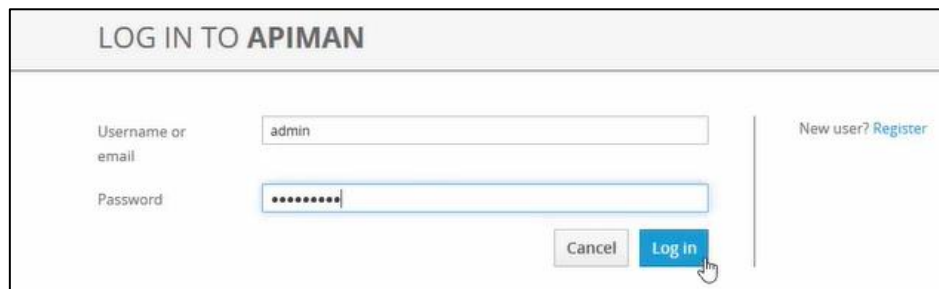 LOG IN TO APIMAN
Username or email
admin
New user? Register
Password
•••••••••
Cancel
Log in